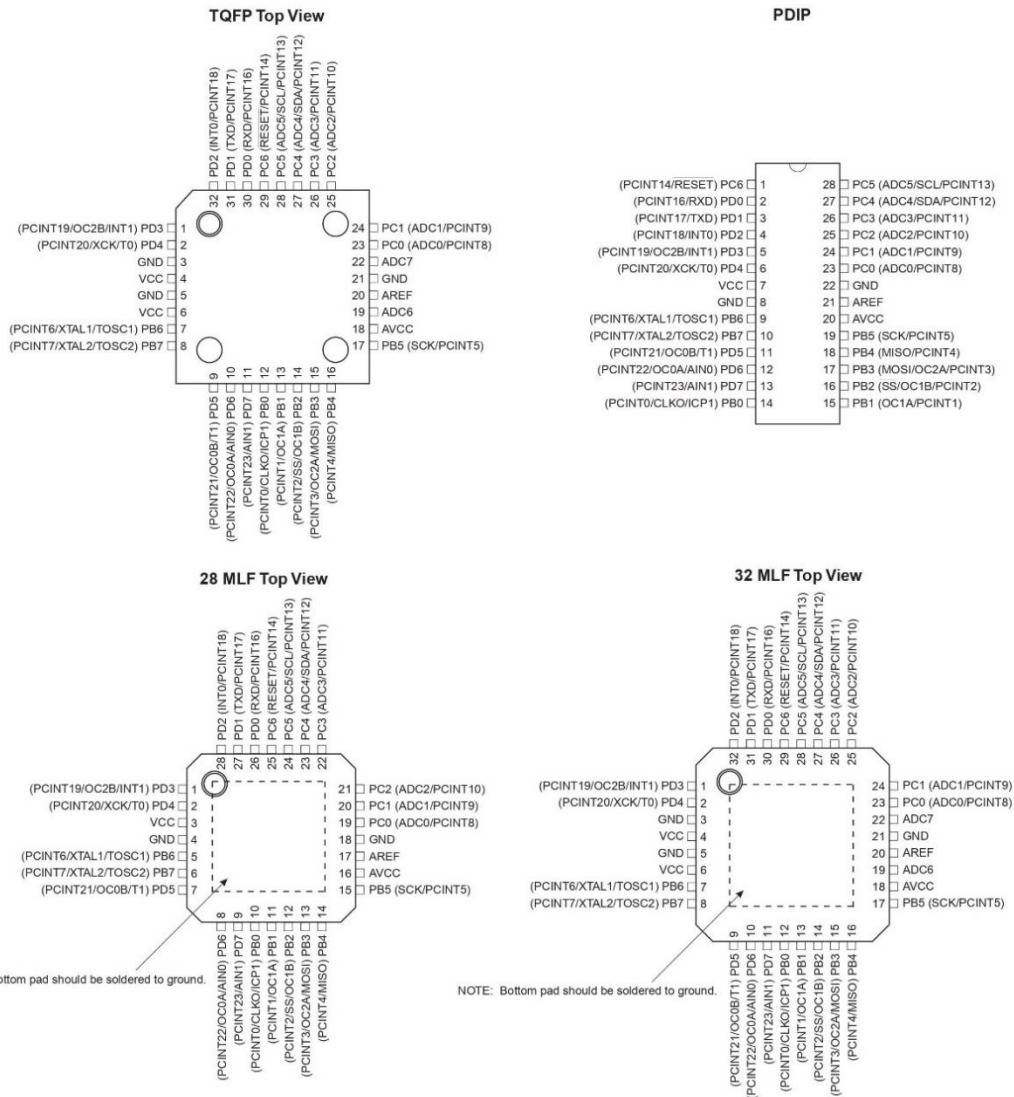 TQFP Top View
32 PD2 (INT0/PCINT18)
31 PD1 (TXD/PCINT17)
30 PD0 (RXD/PCINT16)
29 PC6 (RESET/PCINT14)
28 PC5 (ADC5/SCL/PCINT13)
27 PC4 (ADC4/SDA/PCINT12)
26 PC3 (ADC3/PCINT11)
25 PC2 (ADC2/PCINT10)
(PCINT19/OC2B/INT1) PD3 1
(PCINT20/XCK/T0) PD4 2
GND 3
VCC 4
GND 5
VCC 6
(PCINT6/XTAL1/TOSC1) PB6 7
(PCINT7/XTAL2/TOSC2) PB7 8
24 PC1 (ADC1/PCINT9)
23 PC0 (ADC0/PCINT8)
22 ADC7
21 GND
20 AREF
19 ADC6
18 AVCC
17 PB5 (SCK/PCINT5)
(PCINT21/OC0B/T1) PD5 9
(PCINT22/OC0A/AIN0) PD6 10
(PCINT23/AIN1) PD7 11
(PCINT0/CLKO/ICP1) PB0 12
(PCINT1/OC1A) PB1 13
(PCINT2/SS/OC1B) PB2 14
(PCINT3/OC2A/MOSI) PB3 15
(PCINT4/MISO) PB4 16
PDIP
(PCINT14/RESET) PC6 1
(PCINT16/RXD) PD0 2
(PCINT17/TXD) PD1 3
(PCINT18/INT0) PD2 4
(PCINT19/OC2B/INT1) PD3 5
(PCINT20/XCK/T0) PD4 6
VCC 7
GND 8
(PCINT6/XTAL1/TOSC1) PB6 9
(PCINT7/XTAL2/TOSC2) PB7 10
(PCINT21/OC0B/T1) PD5 11
(PCINT22/OC0A/AIN0) PD6 12
(PCINT23/AIN1) PD7 13
(PCINT0/CLKO/ICP1) PB0 14
28 PC5 (ADC5/SCL/PCINT13)
27 PC4 (ADC4/SDA/PCINT12)
26 PC3 (ADC3/PCINT11)
25 PC2 (ADC2/PCINT10)
24 PC1 (ADC1/PCINT9)
23 PC0 (ADC0/PCINT8)
22 GND
21 AREF
20 AVCC
19 PB5 (SCK/PCINT5)
18 PB4 (MISO/PCINT4)
17 PB3 (MOSI/OC2A/PCINT3)
16 PB2 (SS/OC1B/PCINT2)
15 PB1 (OC1A/PCINT1)
28 MLF Top View
28 PD2 (INT0/PCINT18)
27 PD1 (TXD/PCINT17)
26 PD0 (RXD/PCINT16)
25 PC6 (RESET/PCINT14)
24 PC5 (ADC5/SCL/PCINT13)
23 PC4 (ADC4/SDA/PCINT12)
22 PC3 (ADC3/PCINT11)
(PCINT19/OC2B/INT1) PD3 1
(PCINT20/XCK/T0) PD4 2
VCC 3
GND 4
(PCINT6/XTAL1/TOSC1) PB6 5
(PCINT7/XTAL2/TOSC2) PB7 6
(PCINT21/OC0B/T1) PD5 7
21 PC2 (ADC2/PCINT10)
20 PC1 (ADC1/PCINT9)
19 PC0 (ADC0/PCINT8)
18 GND
17 AREF
16 AVCC
15 PB5 (SCK/PCINT5)
(PCINT22/OC0A/AIN0) PD6 8
(PCINT23/AIN1) PD7 9
(PCINT0/CLKO/ICP1) PB0 10
(PCINT1/OC1A) PB1 11
(PCINT2/SS/OC1B) PB2 12
(PCINT3/OC2A/MOSI) PB3 13
(PCINT4/MISO) PB4 14
ottom pad should be soldered to ground.
32 MLF Top View
32 PD2 (INT0/PCINT18)
31 PD1 (TXD/PCINT17)
30 PD0 (RXD/PCINT16)
29 PC6 (RESET/PCINT14)
28 PC5 (ADC5/SCL/PCINT13)
27 PC4 (ADC4/SDA/PCINT12)
26 PC3 (ADC3/PCINT11)
25 PC2 (ADC2/PCINT10)
(PCINT19/OC2B/INT1) PD3 1
(PCINT20/XCK/T0) PD4 2
GND 3
VCC 4
GND 5
VCC 6
(PCINT6/XTAL1/TOSC1) PB6 7
(PCINT7/XTAL2/TOSC2) PB7 8
24 PC1 (ADC1/PCINT9)
23 PC0 (ADC0/PCINT8)
22 ADC7
21 GND
20 AREF
19 ADC6
18 AVCC
17 PB5 (SCK/PCINT5)
(PCINT21/OC0B/T1) PD5 9
(PCINT22/OC0A/AIN0) PD6 10
(PCINT23/AIN1) PD7 11
(PCINT0/CLKO/ICP1) PB0 12
(PCINT1/OC1A) PB1 13
(PCINT2/SS/OC1B) PB2 14
(PCINT3/OC2A/MOSI) PB3 15
(PCINT4/MISO) PB4 16
NOTE: Bottom pad should be soldered to ground.